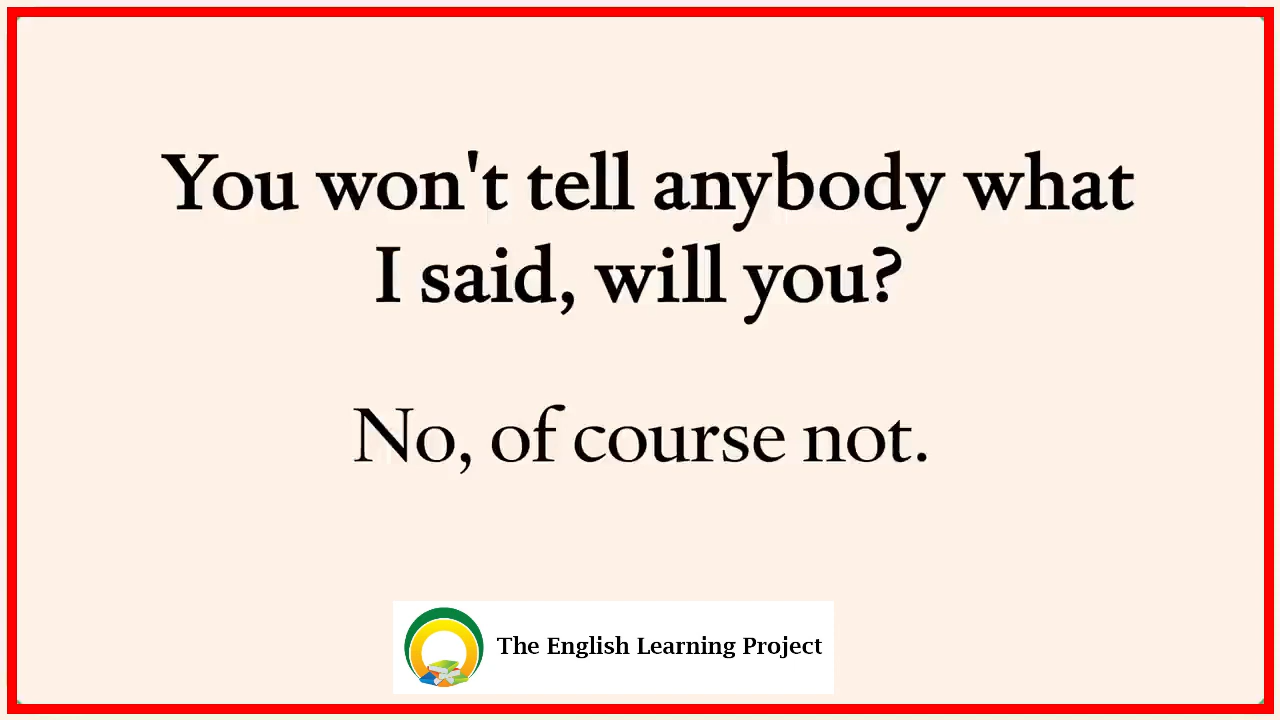 You won't tell anybody what
I said, will you?
No, of course not.
The English Learning Project